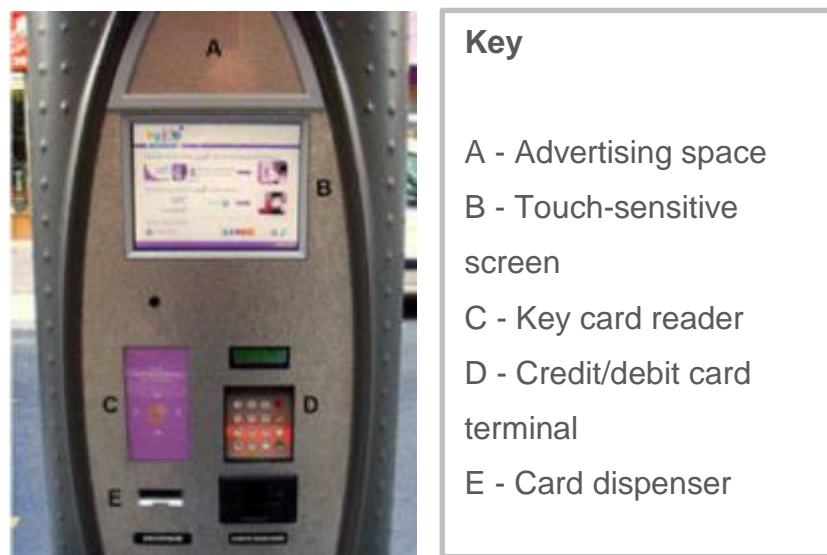 A
B
C
D
E
Key
A - Advertising space
B - Touch-sensitive
screen
C - Key card reader
D - Credit/debit card
terminal
E - Card dispenser